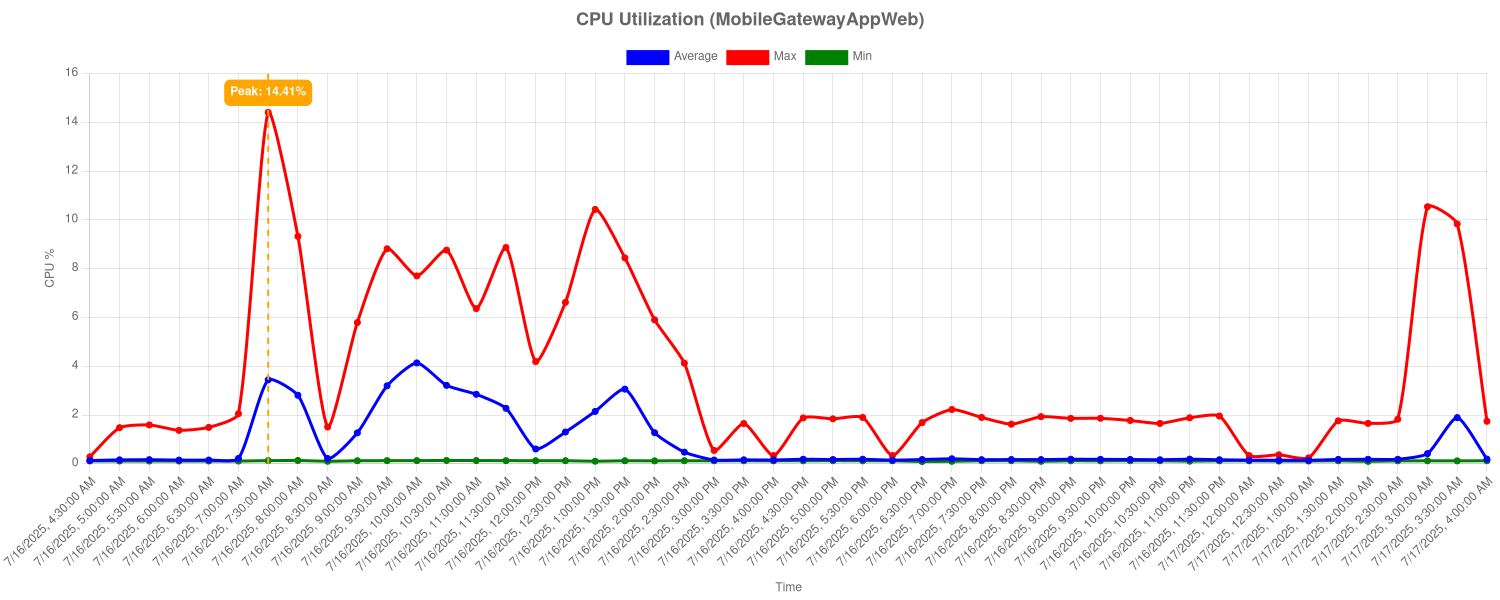 CPU Utilization (MobileGatewayAppWeb)
Average
Max
Min
Peak: 14.41%
16
14
12
10
8
6
4
2
0
CPU %
7/16/2025, 4:30:00 AM
7/16/2025, 5:00:00 AM
7/16/2025, 5:30:00 AM
7/16/2025, 6:00:00 AM
7/16/2025, 6:30:00 AM
7/16/2025, 7:00:00 AM
7/16/2025, 7:30:00 AM
7/16/2025, 8:00:00 AM
7/16/2025, 8:30:00 AM
7/16/2025, 9:00:00 AM
7/16/2025, 9:30:00 AM
7/16/2025, 10:00:00 AM
7/16/2025, 10:30:00 AM
7/16/2025, 11:00:00 AM
7/16/2025, 11:30:00 AM
7/16/2025, 12:00:00 PM
7/16/2025, 12:30:00 PM
7/16/2025, 1:00:00 PM
7/16/2025, 1:30:00 PM
7/16/2025, 2:00:00 PM
7/16/2025, 2:30:00 PM
7/16/2025, 3:00:00 PM
7/16/2025, 3:30:00 PM
7/16/2025, 4:00:00 PM
7/16/2025, 4:30:00 PM
7/16/2025, 5:00:00 PM
7/16/2025, 5:30:00 PM
7/16/2025, 6:00:00 PM
7/16/2025, 6:30:00 PM
7/16/2025, 7:00:00 PM
7/16/2025, 7:30:00 PM
7/16/2025, 8:00:00 PM
7/16/2025, 8:30:00 PM
7/16/2025, 9:00:00 PM
7/16/2025, 9:30:00 PM
7/16/2025, 10:00:00 PM
7/16/2025, 10:30:00 PM
7/16/2025, 11:00:00 PM
7/16/2025, 11:30:00 PM
7/17/2025, 12:00:00 AM
7/17/2025, 12:30:00 AM
7/17/2025, 1:00:00 AM
7/17/2025, 1:30:00 AM
7/17/2025, 2:00:00 AM
7/17/2025, 2:30:00 AM
7/17/2025, 3:00:00 AM
7/17/2025, 3:30:00 AM
7/17/2025, 4:00:00 AM
Time